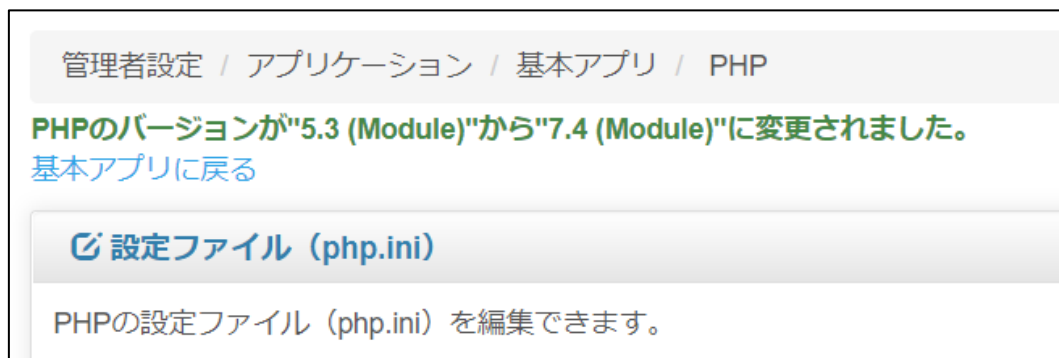 管理者設定 / アプリケーション / 基本アプリ / PHP
PHPのバージョンが"5.3 (Module)"から"7.4 (Module)"に変更されました。
基本アプリに戻る
設定ファイル（php.ini）
PHPの設定ファイル（php.ini）を編集できます。